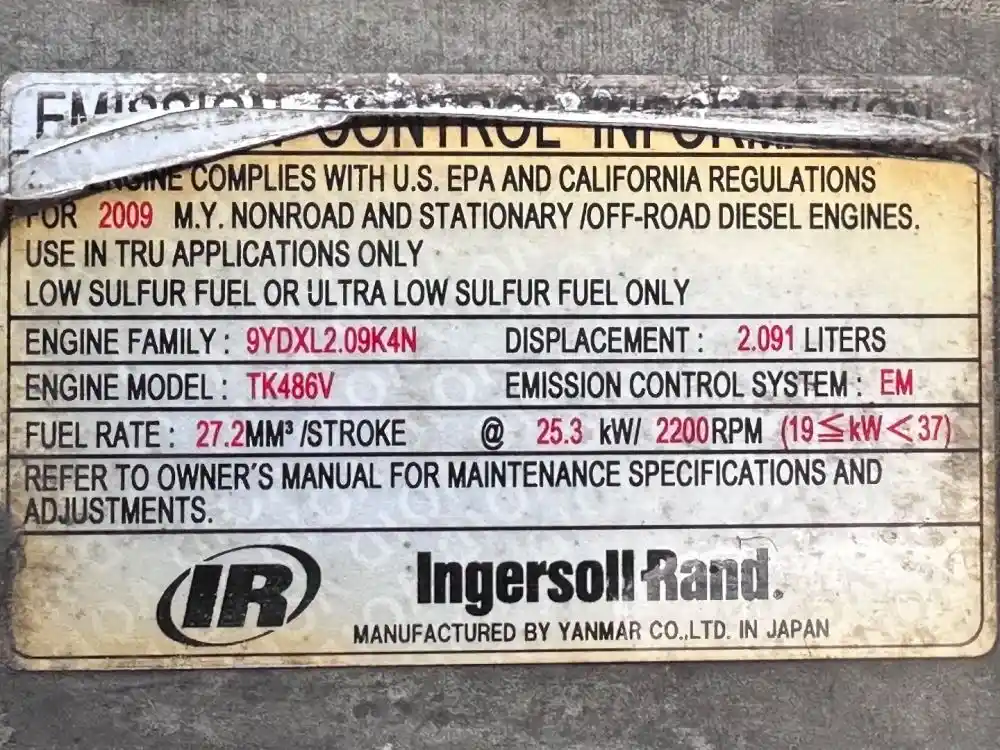 CONTROL
ENGINE COMPLIES WITH U.S. EPA AND CALIFORNIA REGULATIONS
FOR 2009 M.Y. NONROAD AND STATIONARY /OFF-ROAD DIESEL ENGINES.
USE IN TRU APPLICATIONS ONLY
LOW SULFUR FUEL OR ULTRA LOW SULFUR FUEL ONLY
ENGINE FAMILY : 9YDXL2.09K4N DISPLACEMENT : 2.091 LITERS
ENGINE MODEL : TK486V EMISSION CONTROL SYSTEM : EM
FUEL RATE : 27.2MM³ /STROKE @ 25.3 kW/ 2200RPM (19≦kW<37)
REFER TO OWNER'S MANUAL FOR MAINTENANCE SPECIFICATIONS AND
ADJUSTMENTS.
IR Ingersoll Rand.
MANUFACTURED BY YANMAR CO.,LTD. IN JAPAN